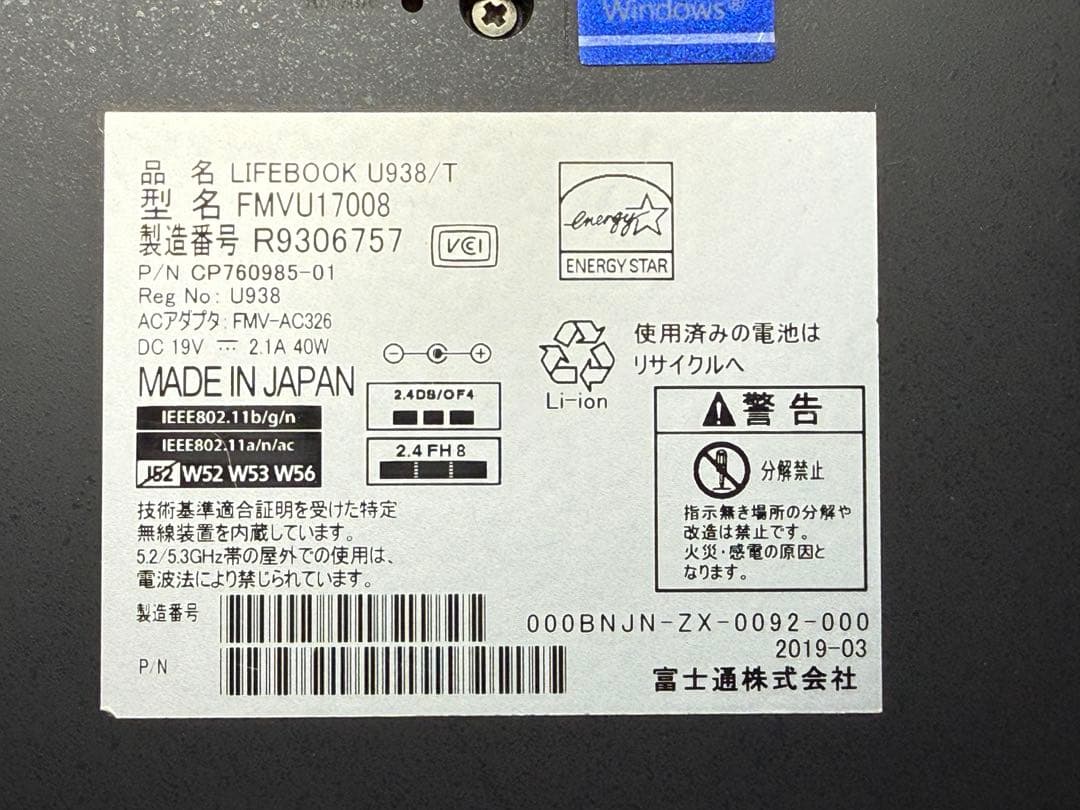 Windows®
品 名 LIFEBOOK U938/T
型 名 FMVU17008
製造番号 R9306757
VCI
P/N CP760985-01
Reg No: U938
ACアダプタ: FMV-AC326
DC 19V ⎓ 2.1A 40W
MADE IN JAPAN
IEEE802.11b/g/n
IEEE802.11a/n/ac
J52 W52 W53 W56
2.4DS/OF4
2.4FH8
技術基準適合証明を受けた特定
無線装置を内蔵しています。
5.2/5.3GHz帯の屋外での使用は、
電波法により禁じられています。
energy
ENERGY STAR
使用済みの電池は
リサイクルへ
Li-ion
警告
分解禁止
指示無き場所の分解や
改造は禁止です。
火災・感電の原因と
なります。
製造番号
P/N
000BNJN-ZX-0092-000
2019-03
富士通株式会社